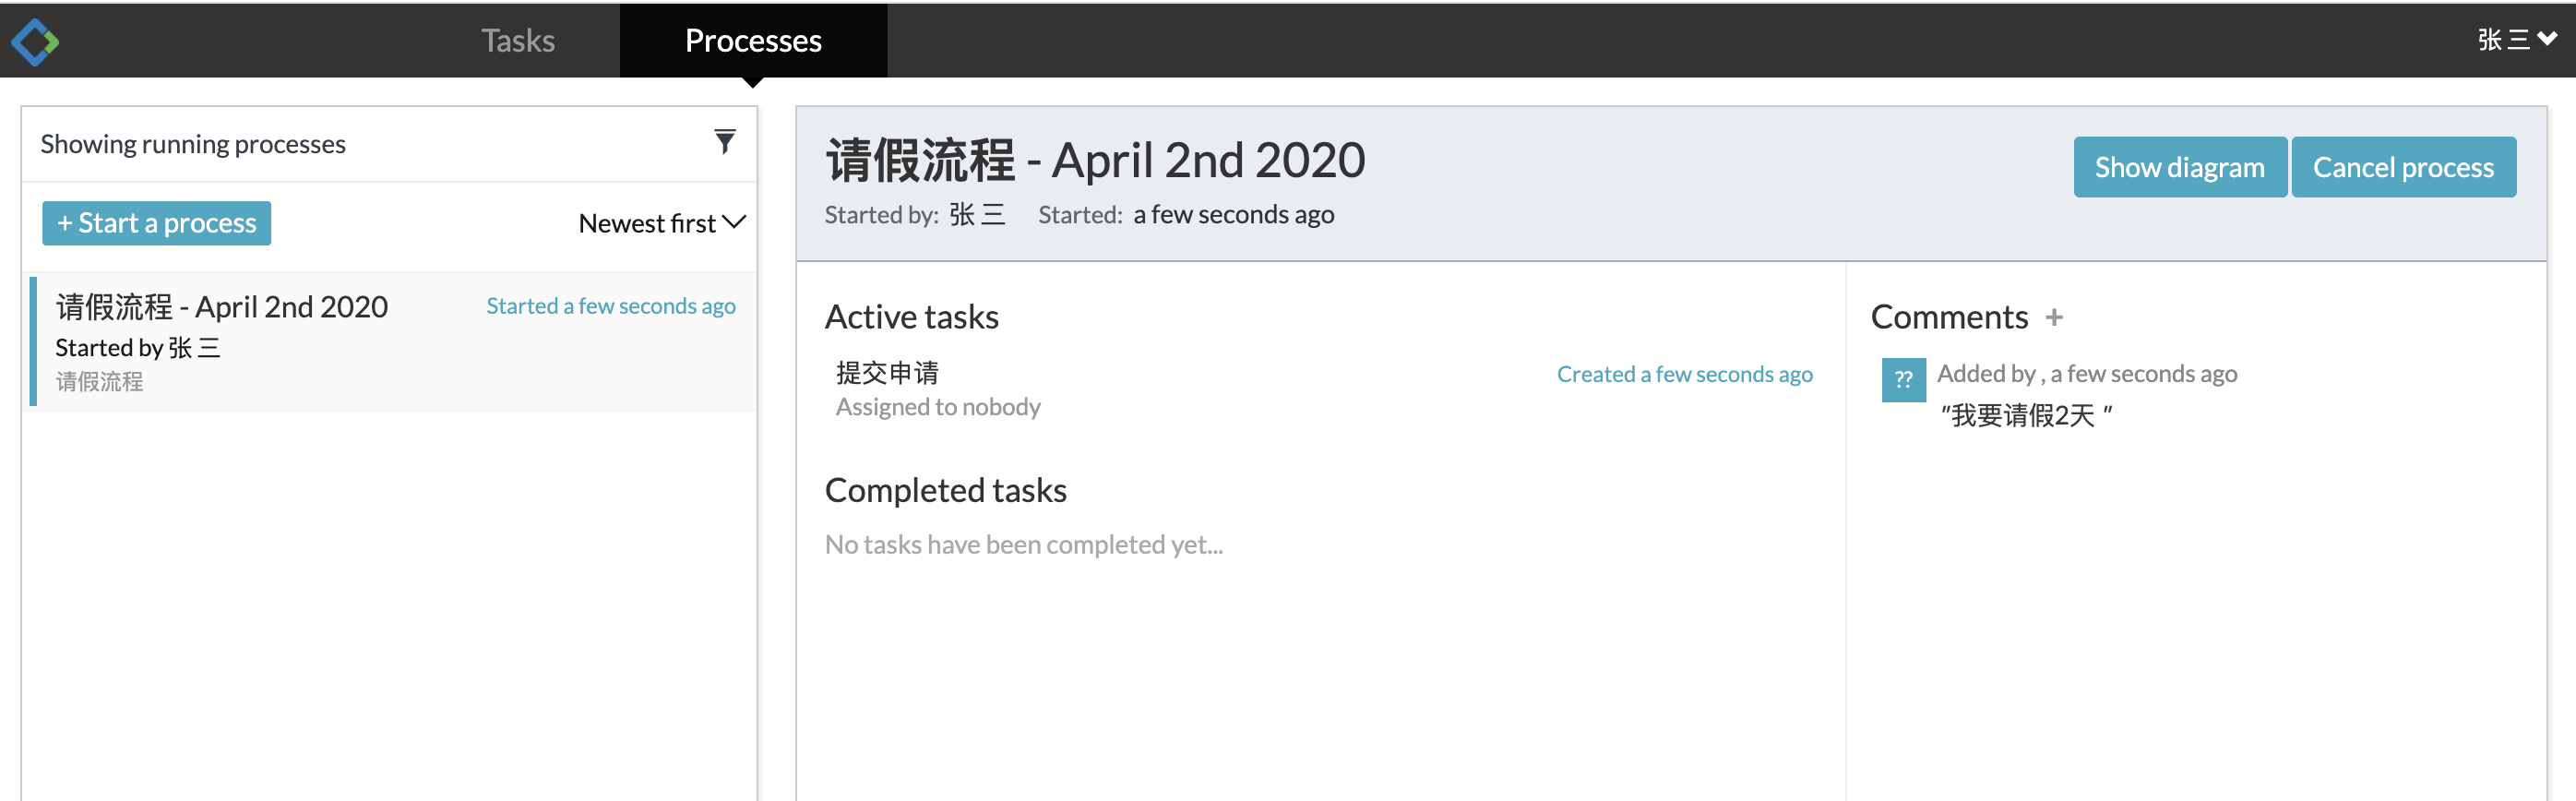 Tasks
Processes
张 三
Showing running processes
+ Start a process
Newest first
请假流程 - April 2nd 2020
Started a few seconds ago
Started by 张 三
请假流程
请假流程 - April 2nd 2020
Started by: 张 三 Started: a few seconds ago
Show diagram
Cancel process
Active tasks
提交申请
Created a few seconds ago
Assigned to nobody
Completed tasks
No tasks have been completed yet...
Comments +
??
Added by , a few seconds ago
"我要请假2天 "